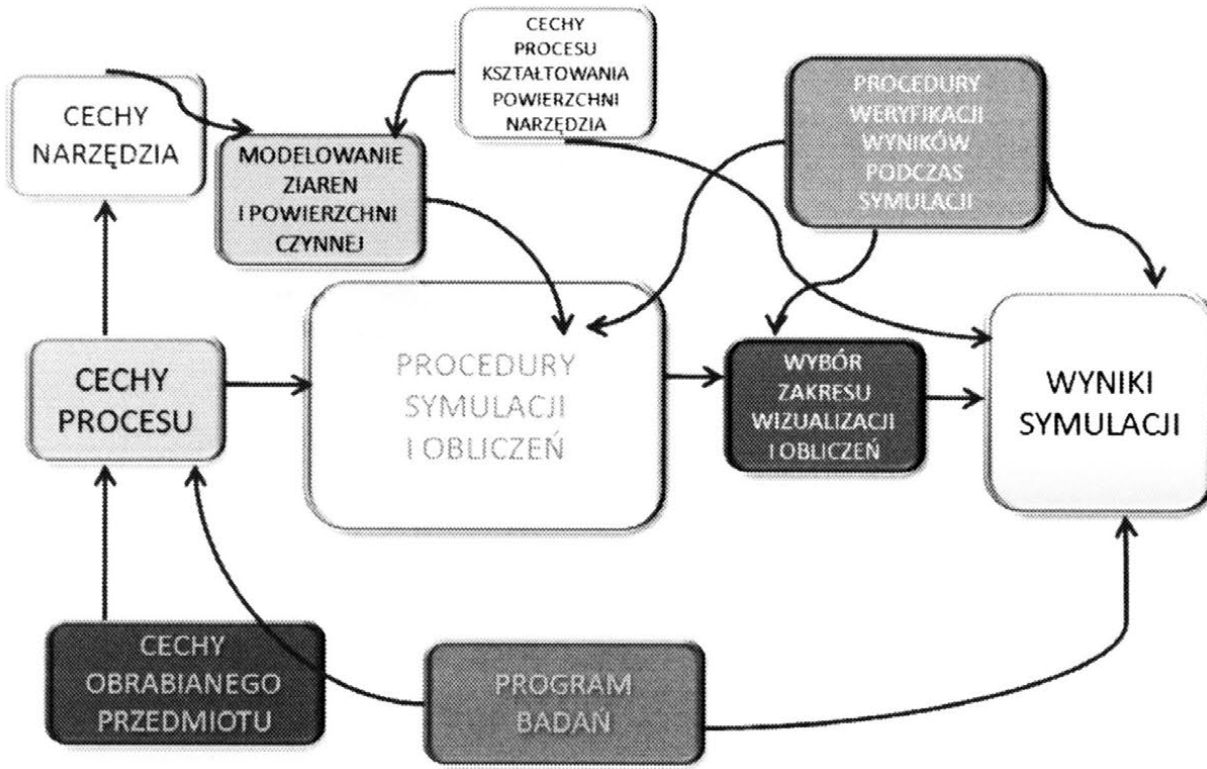 CECHY
PROCESU
KSZTAŁTOWANIA
POWIERZCHNI
NARZĘDZIA
PROCEDURY
WERYFIKACJI
WYNIKÓW
PODCZAS
SYMULACJI
CECHY
NARZĘDZIA
MODELOWANIE
ZIAREN
I POWIERZCHNI
CZYNNEJ
CECHY
PROCESU
PROCEDURY
SYMULACJI
I OBLICZEŃ
WYBÓR
ZAKRESU
WIZUALIZACJI
I OBLICZEŃ
WYNIKI
SYMULACJI
CECHY
OBRABIANEGO
PRZEDMIOTU
PROGRAM
BADAŃ